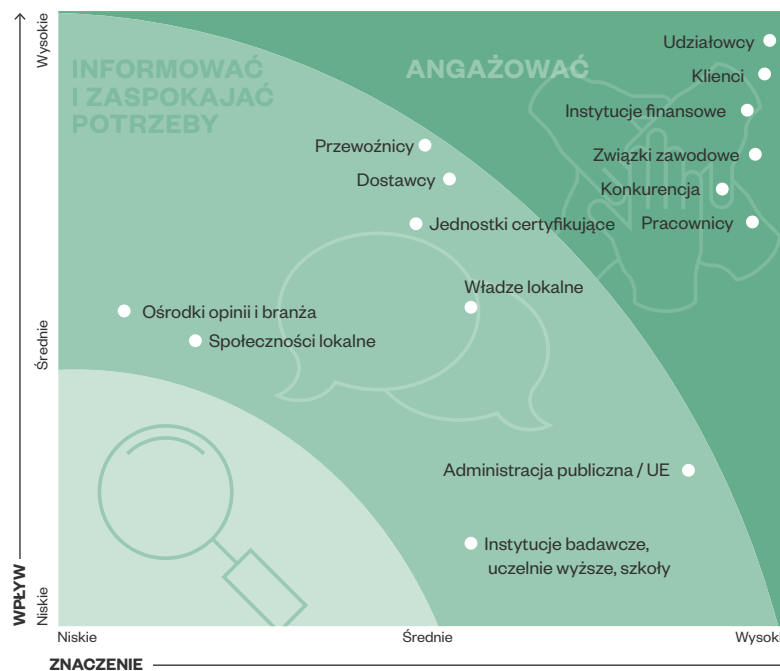 Wysokie
INFORMOWAĆ
I ZASPOKAJAĆ
POTRZEBY
ANGAŻOWAĆ
Udziałowcy
Klienci
Instytucje finansowe
Przewoźnicy
Związki zawodowe
Dostawcy
Konkurencja
Jednostki certyfikujące
Pracownicy
Władze lokalne
Ośrodki opinii i branża
Społeczności lokalne
Średnie
Administracja publiczna / UE
Instytucje badawcze,
uczelnie wyższe, szkoły
WPŁYW
Niskie
Niskie
Średnie
Wysoki
ZNACZENIE